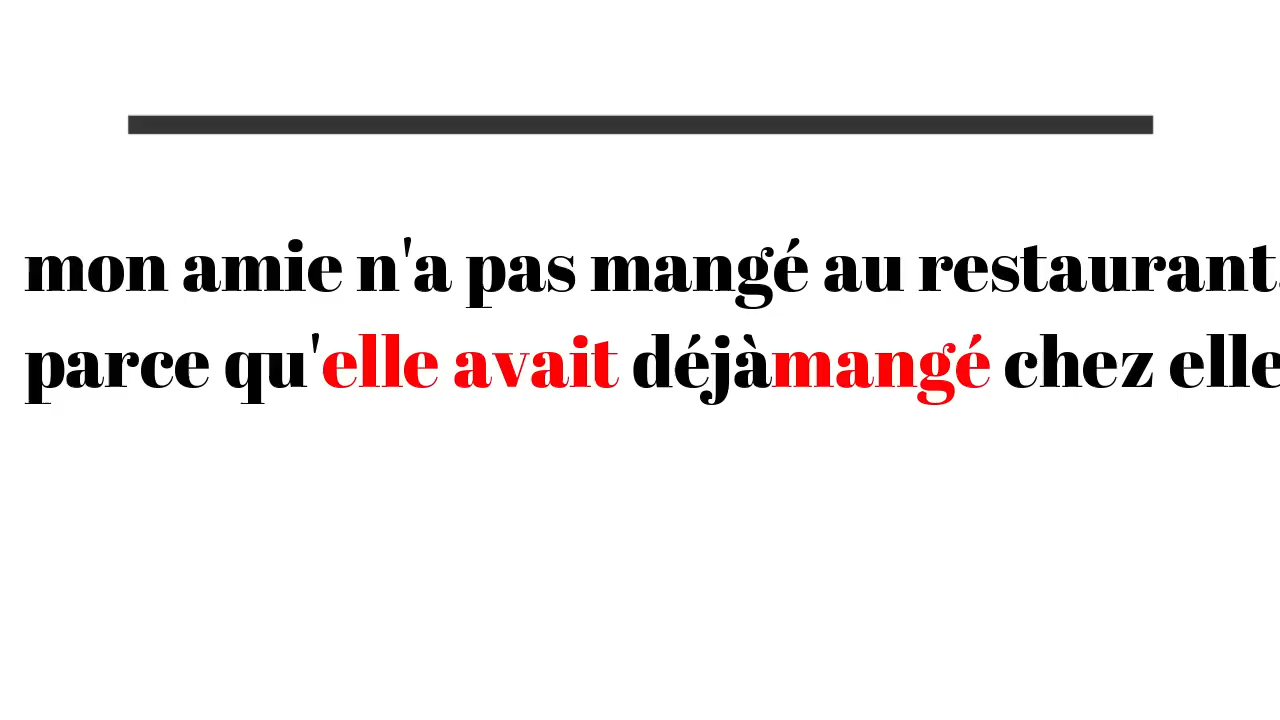 mon amie n'a pas mangé au restaurant.
parce qu'elle avait déjàmangé chez elle